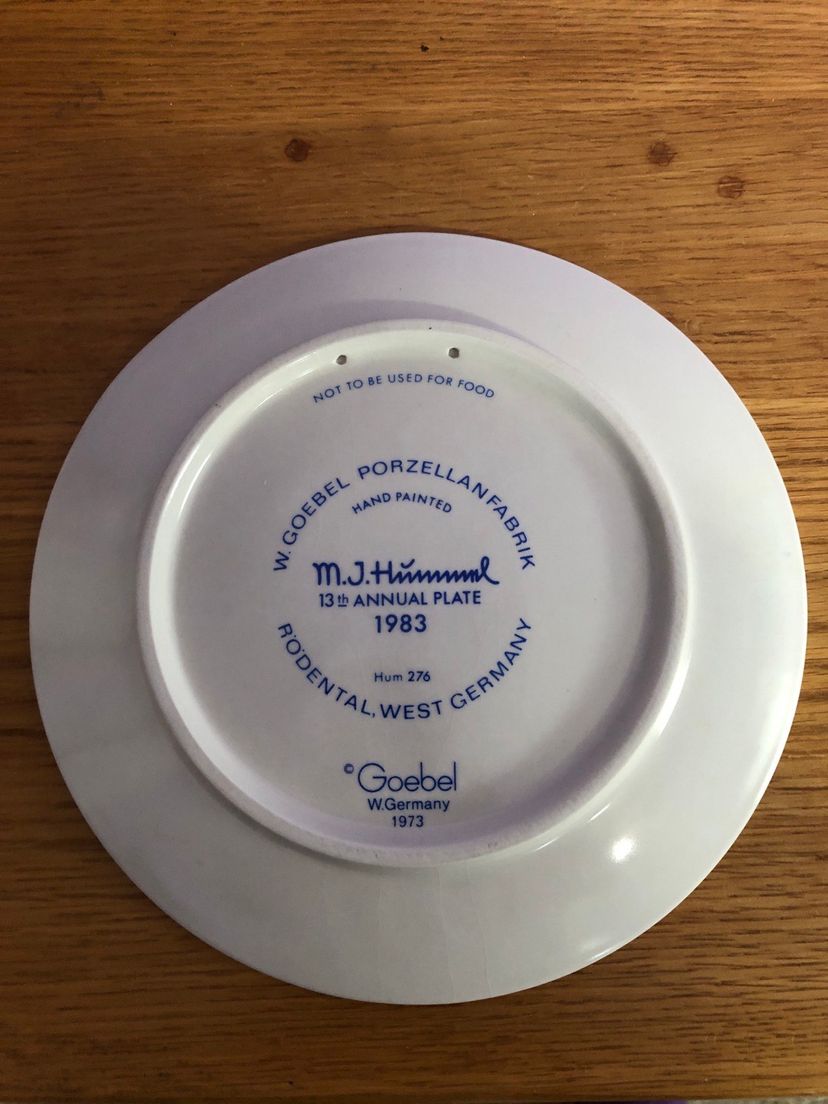 NOT TO BE USED FOR FOOD
W. GOEBEL PORZELLANFABRIK
HAND PAINTED
M.J.Hummel
13th ANNUAL PLATE
1983
Hum 276
RÖDENTAL, WEST GERMANY
© Goebel
W.Germany
1973